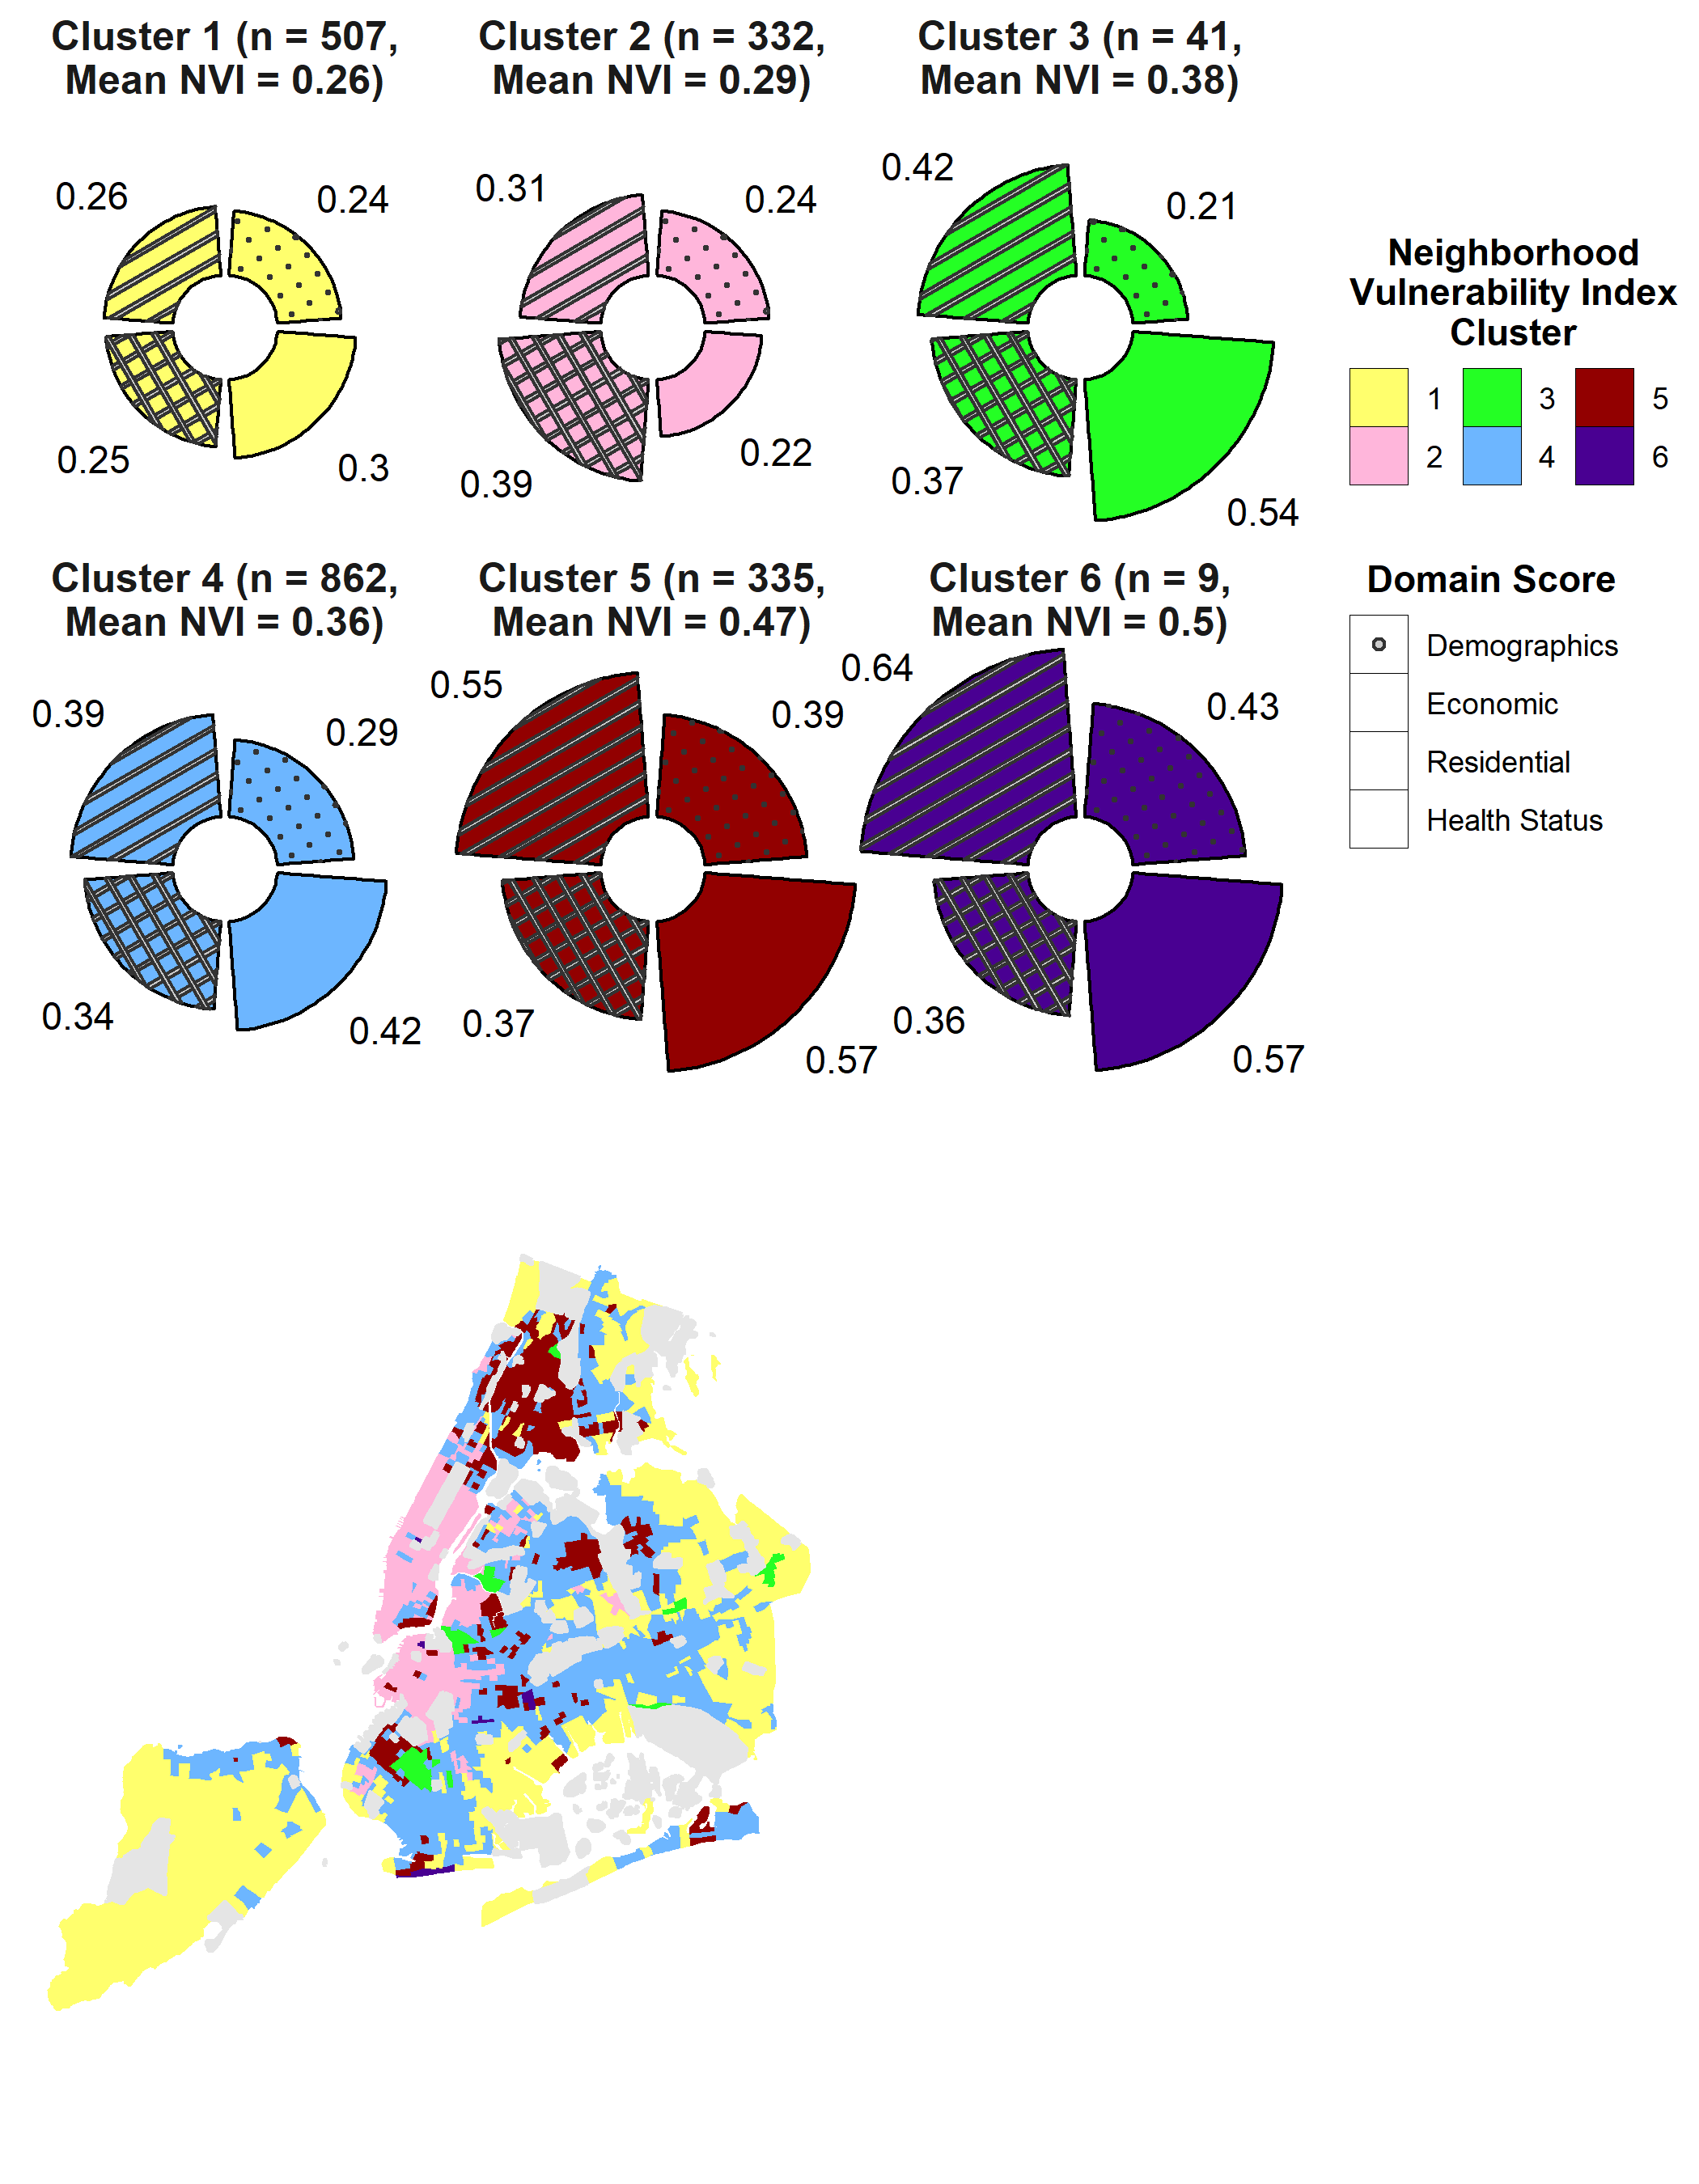 Cluster 1 (n = 507,
Mean NVI = 0.26)
0.26
0.24
0.25
0.3
Cluster 2 (n = 332,
Mean NVI = 0.29)
0.31
0.24
0.39
0.22
Cluster 3 (n = 41,
Mean NVI = 0.38)
0.42
0.21
0.37
0.54
Cluster 4 (n = 862,
Mean NVI = 0.36)
0.39
0.29
0.34
0.42
Cluster 5 (n = 335,
Mean NVI = 0.47)
0.55
0.39
0.37
0.57
Cluster 6 (n = 9,
Mean NVI = 0.5)
0.64
0.43
0.36
0.57
Neighborhood
Vulnerability Index
Cluster
1 3 5
2 4 6
Domain Score
Demographics
Economic
Residential
Health Status